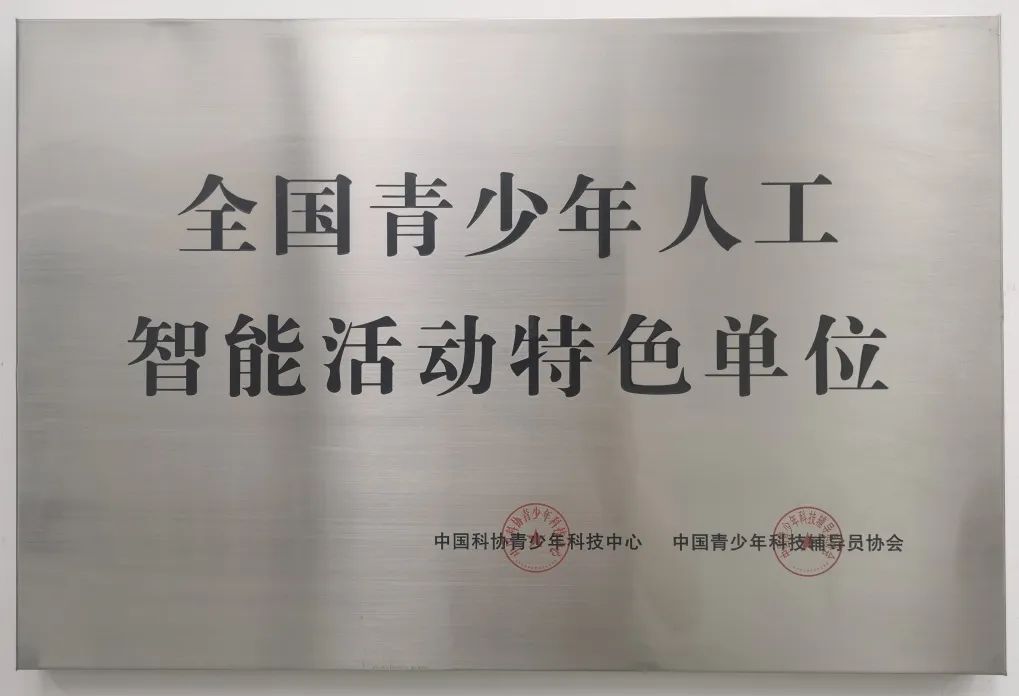 全国青少年人工
智能活动特色单位
中国科协青少年科技中心 中国青少年科技辅导员协会